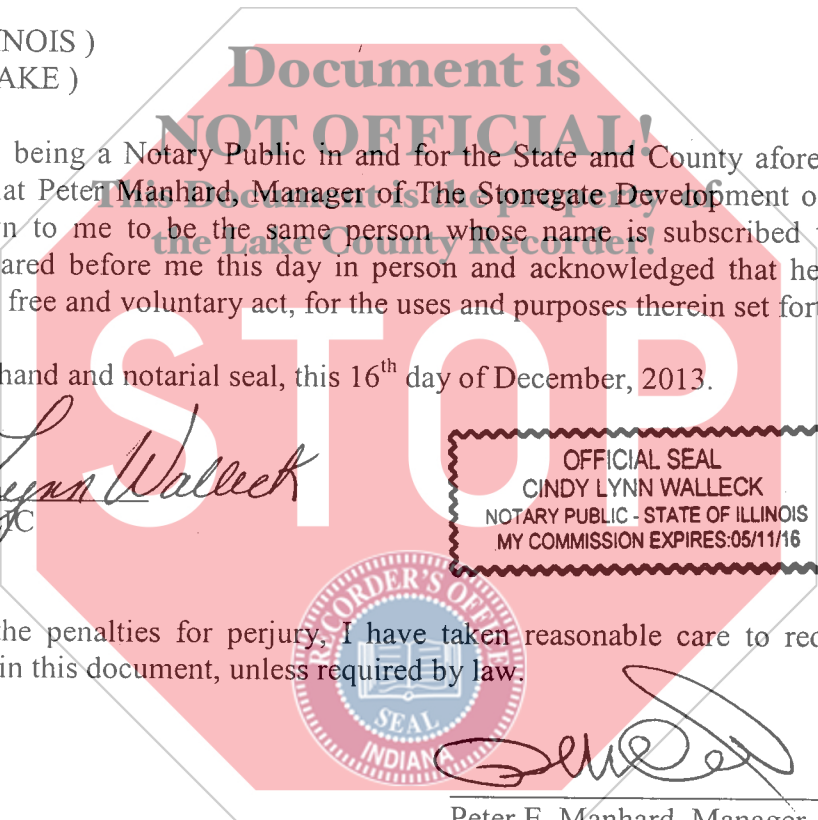 NOIS )
AKE )
Document is
NOT OFFICIAL!
This Document is the property of
the Lake County Recorder!
being a Notary Public in and for the State and County afore
at Peter Manhard, Manager of The Stonegate Development o
n to me to be the same person whose name is subscribed
ared before me this day in person and acknowledged that he
free and voluntary act, for the uses and purposes therein set fort
hand and notarial seal, this 16th day of December, 2013.
STOP
Lynn Walleck
IC
OFFICIAL SEAL
CINDY LYNN WALLECK
NOTARY PUBLIC - STATE OF ILLINOIS
MY COMMISSION EXPIRES:05/11/16
the penalties for perjury, I have taken reasonable care to red
in this document, unless required by law.
RECORDER'S OFFICE
SEAL
INDIANA
Peter E. Manhard, Manager